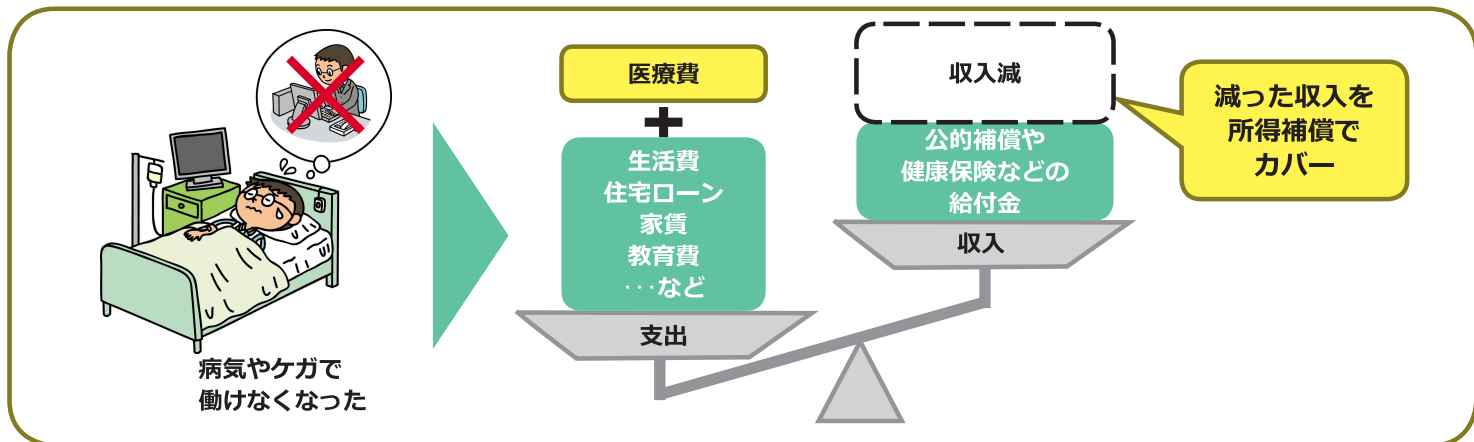 病気やケガで
働けなくなった
医療費
+
生活費
住宅ローン
家賃
教育費
･･･など
支出
収入減
公的補償や
健康保険などの
給付金
収入
減った収入を
所得補償で
カバー